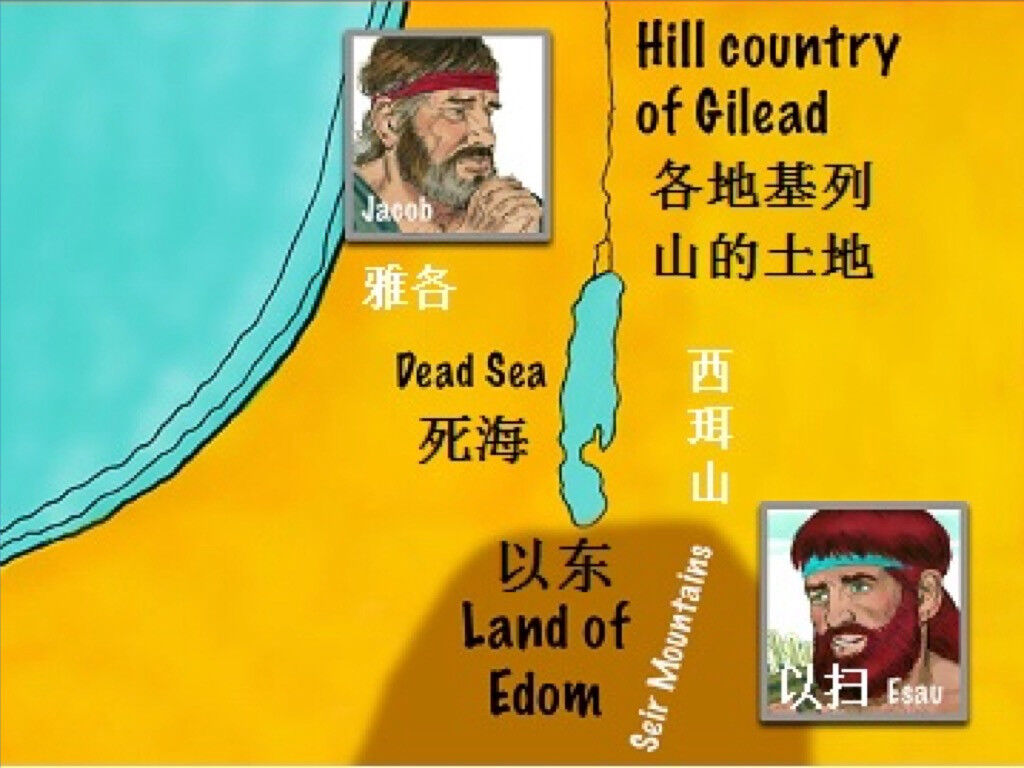 Hill country
of Gilead
各地基列
山的土地
Jacob
雅各
Dead Sea
死海
西珥山
以东
Land of
Edom
Seir Mountains
以扫 Esau